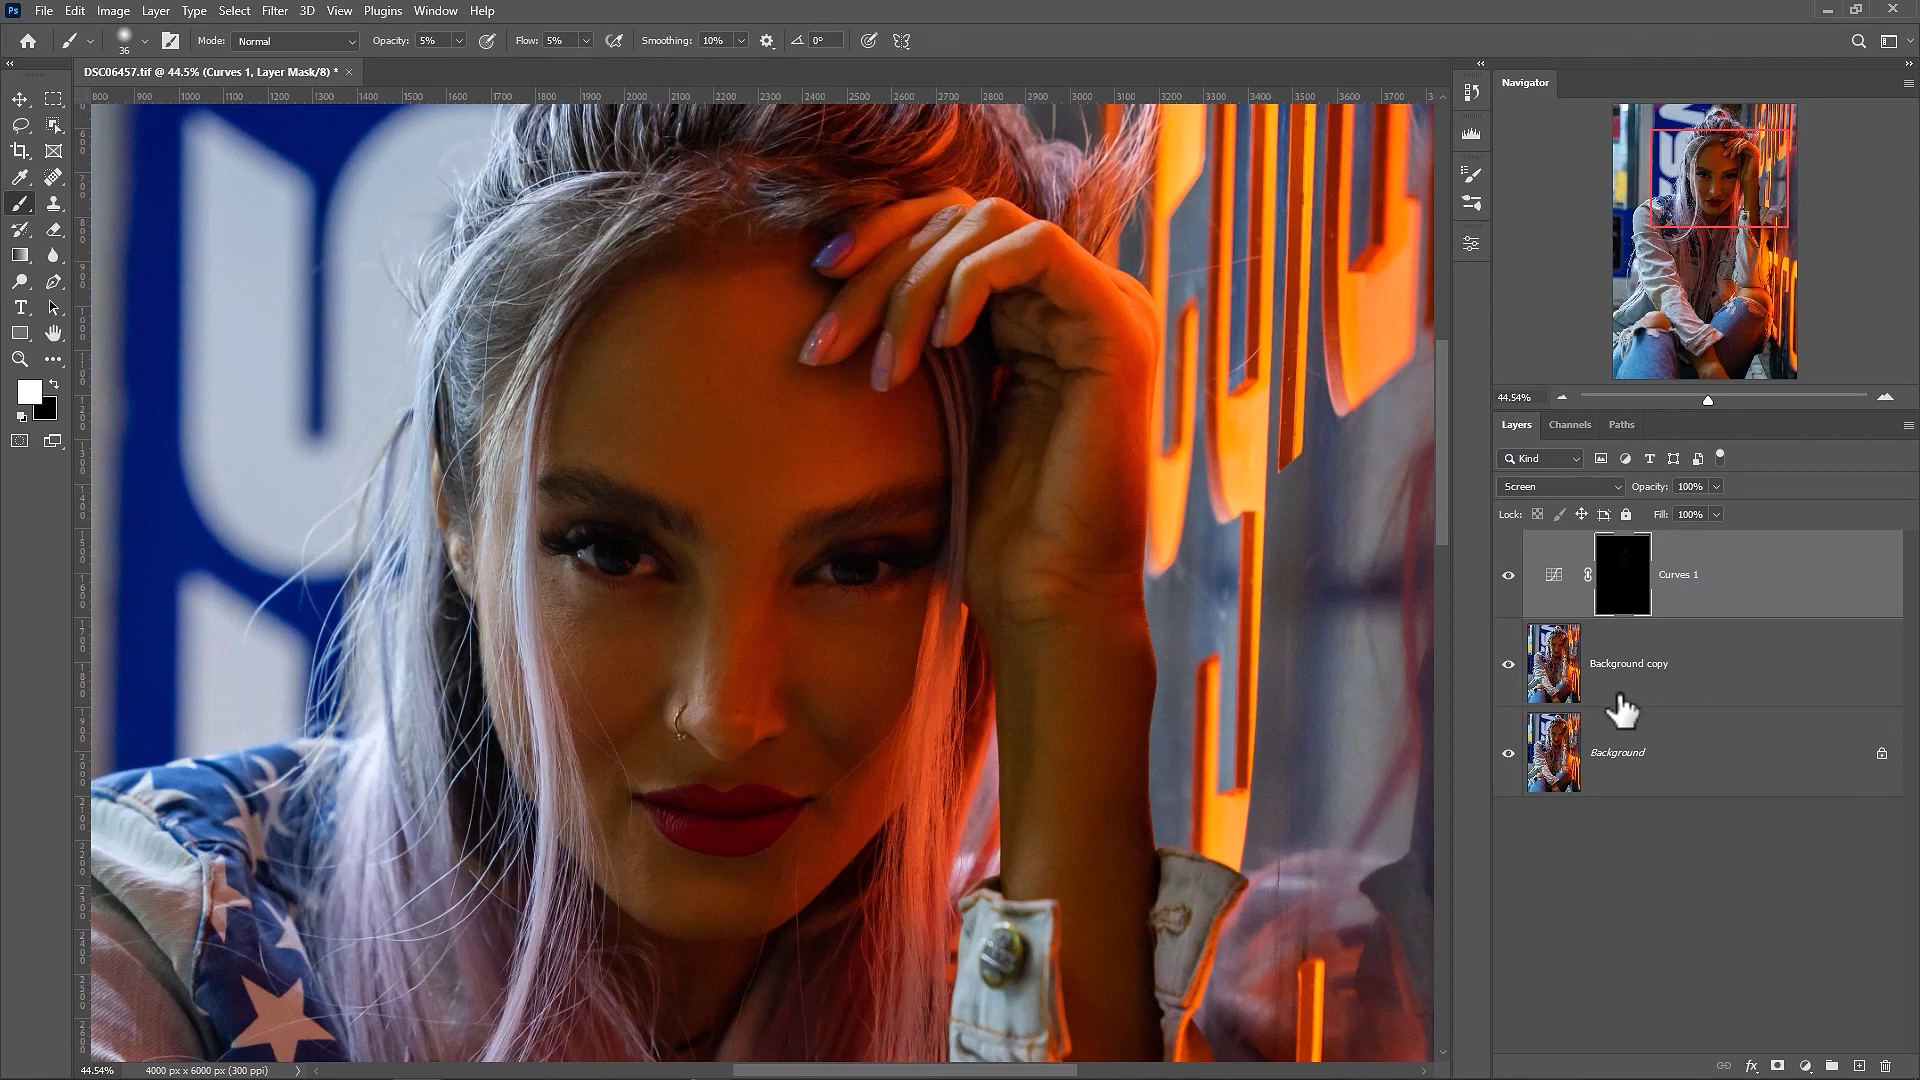 Ps File Edit Image Layer Type Select Filter 3D View Plugins Window Help
36 Mode: Normal Opacity: 5% Flow: 5% Smoothing: 10% 0°
DSC06457.tif @ 44.5% (Curves 1, Layer Mask/8) * ×
800 900 1000 1100 1200 1300 1400 1500 1600 1700 1800 1900 2000 2100 2200 2300 2400 2500 2600 2700 2800 2900 3000 3100 3200 3300 3400 3500 3600 3700
Navigator
44.54%
Layers Channels Paths
Kind
Screen Opacity: 100%
Lock: Fill: 100%
Curves 1
Background copy
Background
44.54% 4000 px x 6000 px (300 ppi)